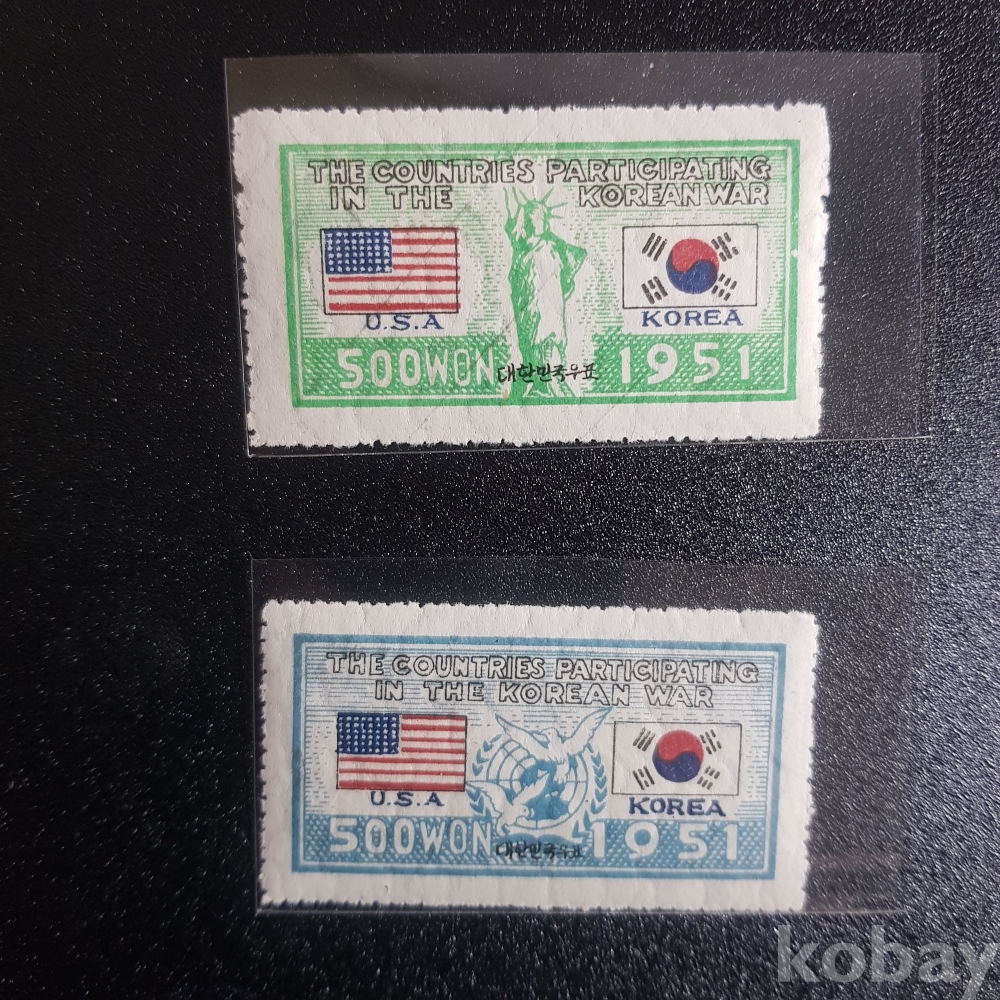 THE COUNTRIES PARTICIPATING
IN THE KOREAN WAR
U.S.A
KOREA
500WON
대한민국우표
1951
THE COUNTRIES PARTICIPATING
IN THE KOREAN WAR
U.S.A
KOREA
500WON
대한민국우표
1951
kobay